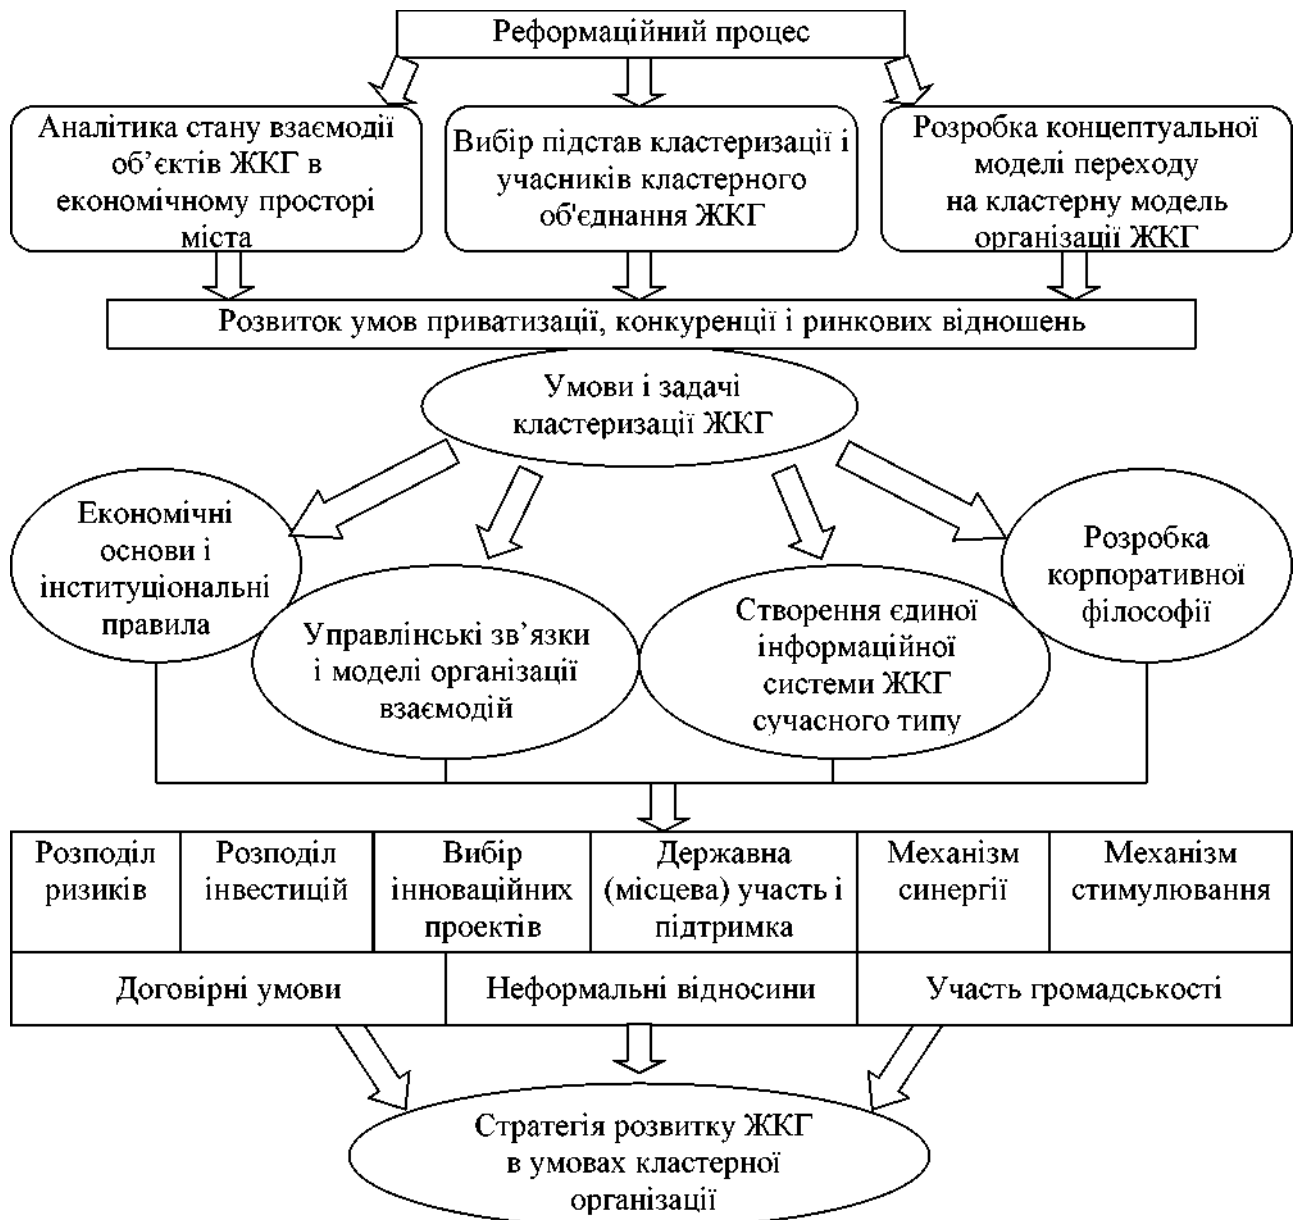 Реформаційний процес
Аналітика стану взаємодії
об’єктів ЖКГ в
економічному просторі
міста
Вибір підстав кластеризації і
учасників кластерного
об'єднання ЖКГ
Розробка концептуальної
моделі переходу
на кластерну модель
організації ЖКГ
Розвиток умов приватизації, конкуренції і ринкових відношень
Умови і задачі
кластеризації ЖКГ
Економічні
основи і
інституціональні
правила
Управлінські зв’язки
і моделі організації
взаємодій
Створення єдиної
інформаційної
системи ЖКГ
сучасного типу
Розробка
корпоративної
філософії
Розподіл
ризиків
Розподіл
інвестицій
Вибір
інноваційних
проектів
Державна
(місцева) участь і
підтримка
Механізм
синергії
Механізм
стимулювання
Договірні умови
Неформальні відносини
Участь громадськості
Стратегія розвитку ЖКГ
в умовах кластерної
організації